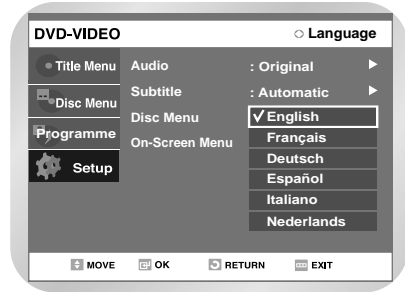 DVD-VIDEO Language
Title Menu Audio : Original
Disc Menu Subtitle : Automatic
Disc Menu ✓English
Programme On-Screen Menu Français
Setup Deutsch
Español
Italiano
Nederlands
MOVE OK RETURN EXIT